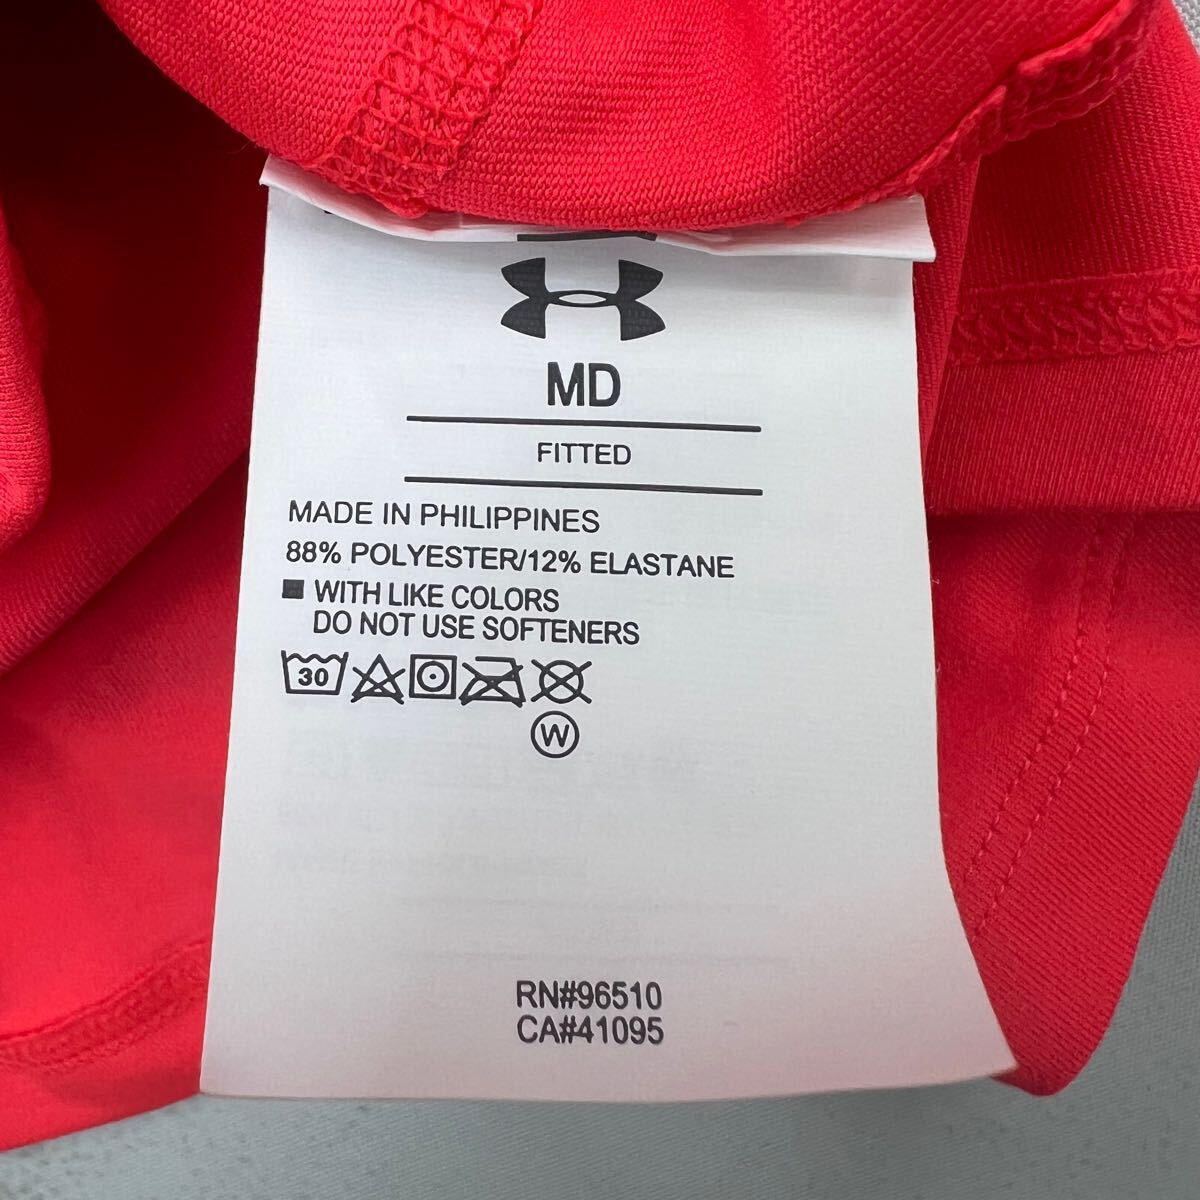 MD
FITTED
MADE IN PHILIPPINES
88% POLYESTER/12% ELASTANE
■ WITH LIKE COLORS
DO NOT USE SOFTENERS
30
W
RN#96510
CA#41095